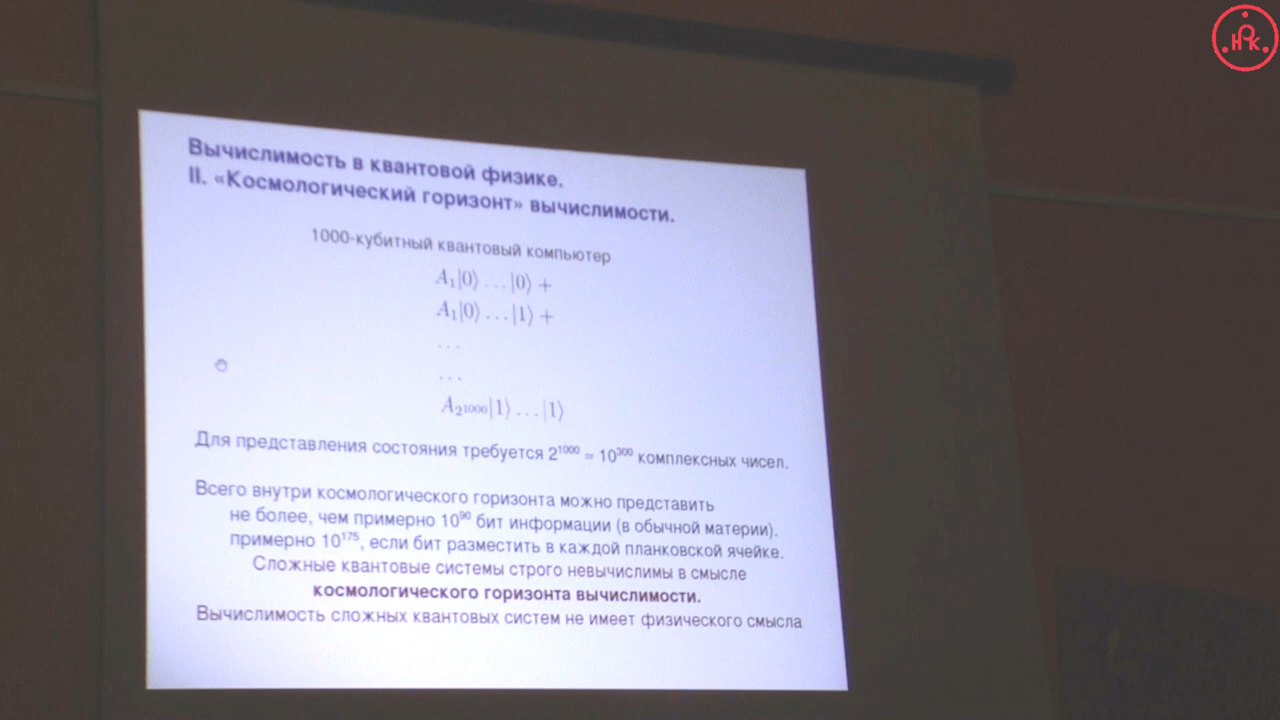 НРК
Вычислимость в квантовой физике.
II. «Космологический горизонт» вычислимости.
1000-кубитный квантовый компьютер
A₁|0⟩ ...|0⟩ +
A₁|0⟩ ...|1⟩ +
...
...
A₂₁₀₀₀|1⟩ ...|1⟩
Для представления состояния требуется 2¹⁰⁰⁰ ≈ 10³⁰⁰ комплексных чисел.
Всего внутри космологического горизонта можно представить
не более, чем примерно 10⁹⁰ бит информации (в обычной материи).
примерно 10¹⁷⁵, если бит разместить в каждой планковской ячейке.
Сложные квантовые системы строго невычислимы в смысле
космологического горизонта вычислимости.
Вычислимость сложных квантовых систем не имеет физического смысла